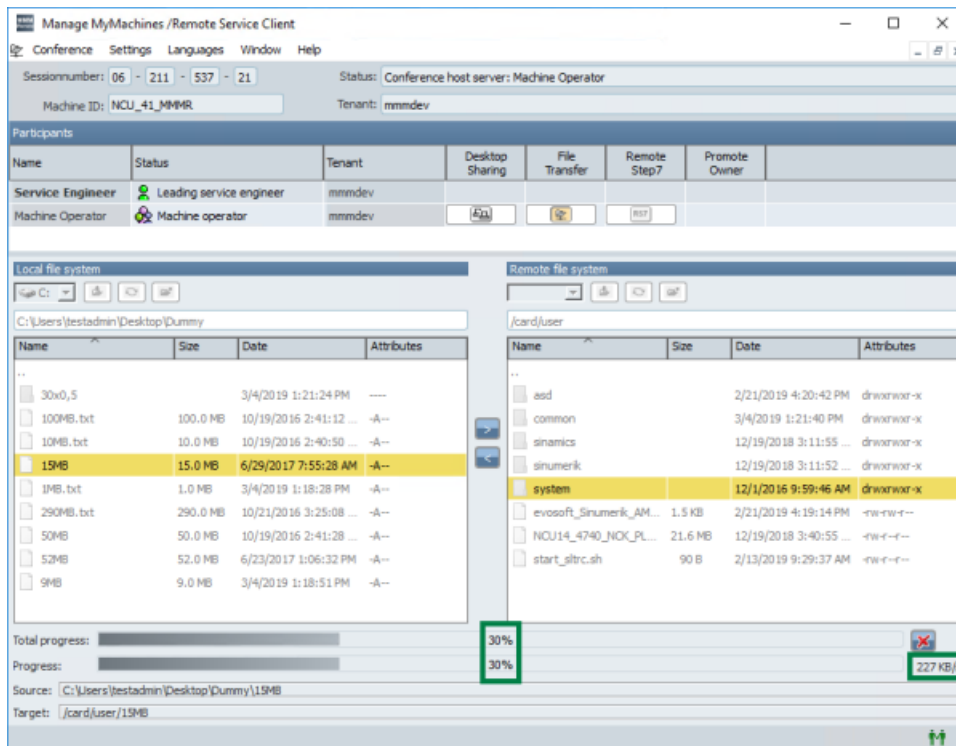 Manage MyMachines /Remote Service Client
Conference Settings Languages Window Help
Sessionnumber: 06 - 211 - 537 - 21 Status: Conference host server: Machine Operator
Machine ID: NCU_41_MMMR Tenant: mmmdev
Participants
Name Status Tenant Desktop Sharing File Transfer Remote Step7 Promote Owner
Service Engineer Leading service engineer mmmdev
Machine Operator Machine operator mmmdev RS7
Local file system Remote file system
C:
C:\Users\testadmin\Desktop\Dummy /card/user
Name Size Date Attributes Name Size Date Attributes
.. ..
30x0,5 3/4/2019 1:21:24 PM ---- asd 2/21/2019 4:20:42 PM drwxrwxr-x
100MB.txt 100.0 MB 10/19/2016 2:41:12 ... -A-- common 3/4/2019 1:21:40 PM drwxrwxr-x
10MB.txt 10.0 MB 10/19/2016 2:40:50 ... -A-- sinamics 12/19/2018 3:11:55 ... drwxrwxr-x
15MB 15.0 MB 6/29/2017 7:55:28 AM -A-- sinumerik 12/19/2018 3:11:52 ... drwxrwxr-x
1MB.txt 1.0 MB 3/4/2019 1:18:28 PM -A-- system 12/1/2016 9:59:46 AM drwxrwxr-x
290MB.txt 290.0 MB 10/21/2016 3:25:08 ... -A-- evosoft_Sinumerik_AM... 1.5 KB 2/21/2019 4:19:14 PM -rw-rw-r--
50MB 50.0 MB 10/19/2016 2:41:28 ... -A-- NCU14_4740_NCK_PL... 21.6 MB 12/19/2018 3:40:55 ... -rw-r--r--
52MB 52.0 MB 6/23/2017 1:06:32 PM -A-- start_sltrc.sh 90 B 2/13/2019 9:29:37 AM -rw-r--r--
9MB 9.0 MB 3/4/2019 1:18:51 PM -A--
Total progress: 30%
Progress: 30% 227 KB/
Source: C:\Users\testadmin\Desktop\Dummy\15MB
Target: /card/user/15MB